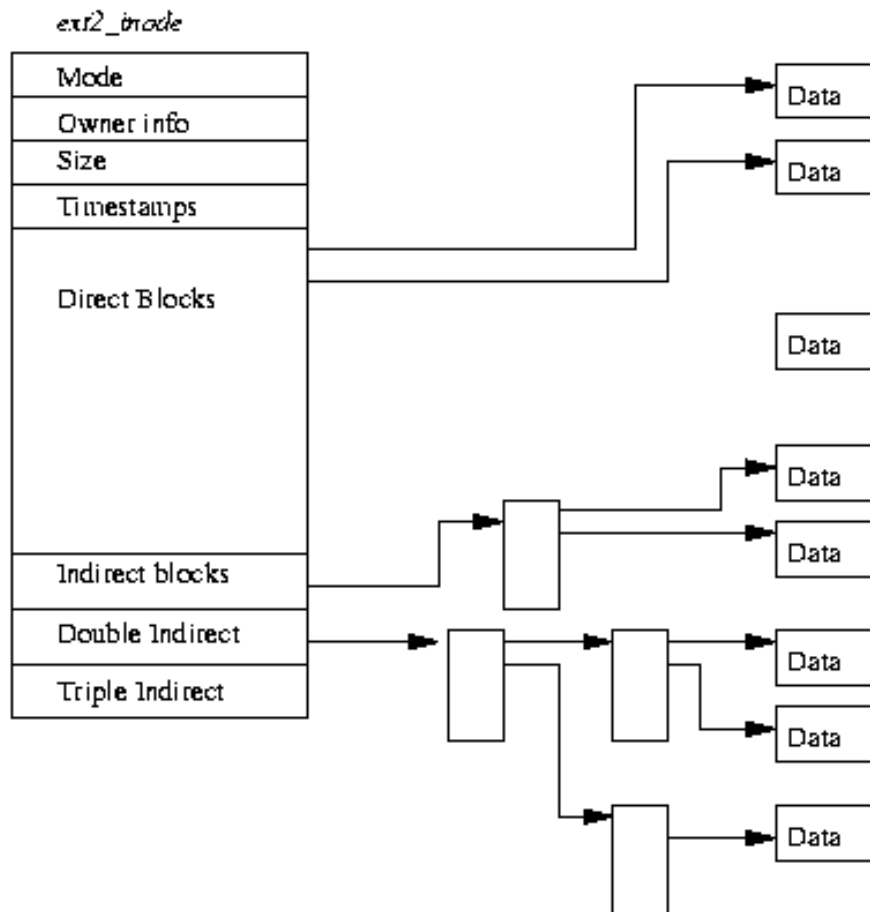 ext2_inode
Mode
Owner info
Size
Timestamps
Direct Blocks
Indirect blocks
Double Indirect
Triple Indirect
Data
Data
Data
Data
Data
Data
Data
Data